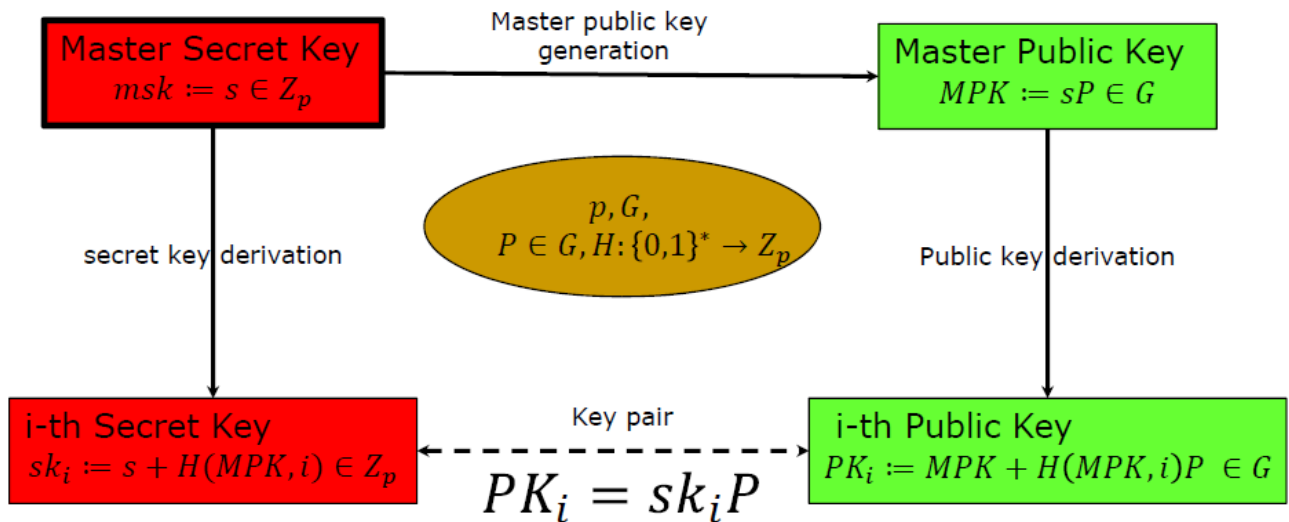 Master Secret Key
msk := s ∈ Z_p
Master public key
generation
Master Public Key
MPK := sP ∈ G
p, G,
P ∈ G, H: {0,1}* → Z_p
secret key derivation
Public key derivation
i-th Secret Key
sk_i := s + H(MPK, i) ∈ Z_p
Key pair
PK_i = sk_i P
i-th Public Key
PK_i := MPK + H(MPK, i)P ∈ G